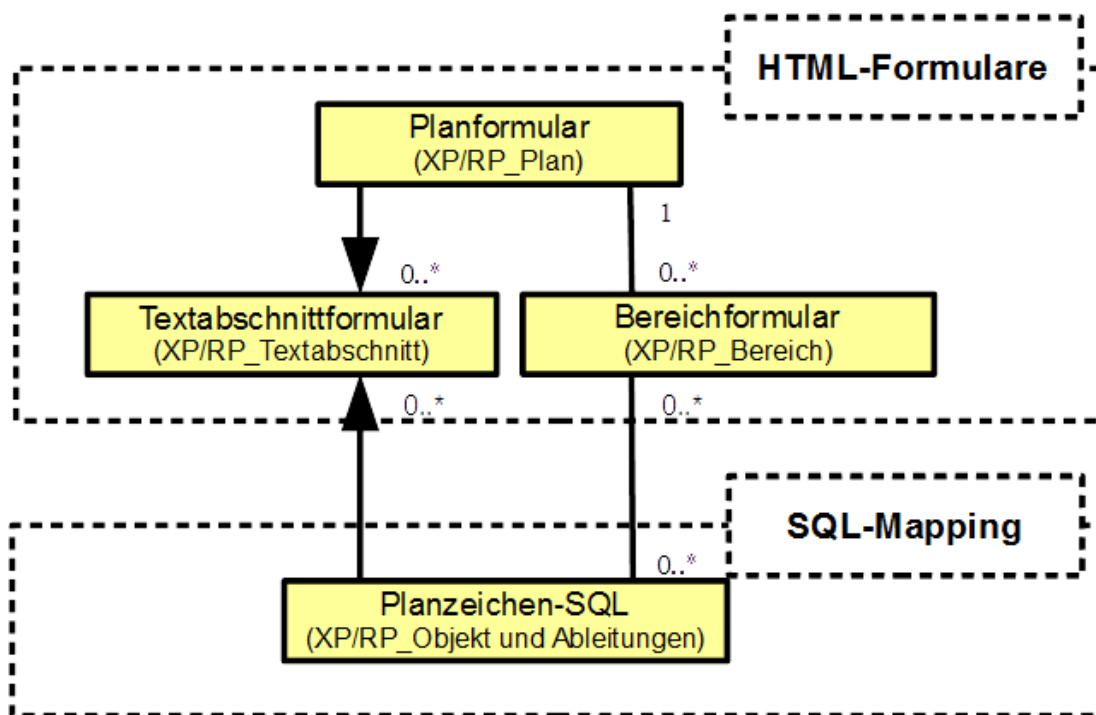 HTML-Formulare
Planformular
(XP/RP_Plan)
1
0..*
0..*
Textabschnittformular
(XP/RP_Textabschnitt)
Bereichformular
(XP/RP_Bereich)
0..*
0..*
SQL-Mapping
0..*
Planzeichen-SQL
(XP/RP_Objekt und Ableitungen)